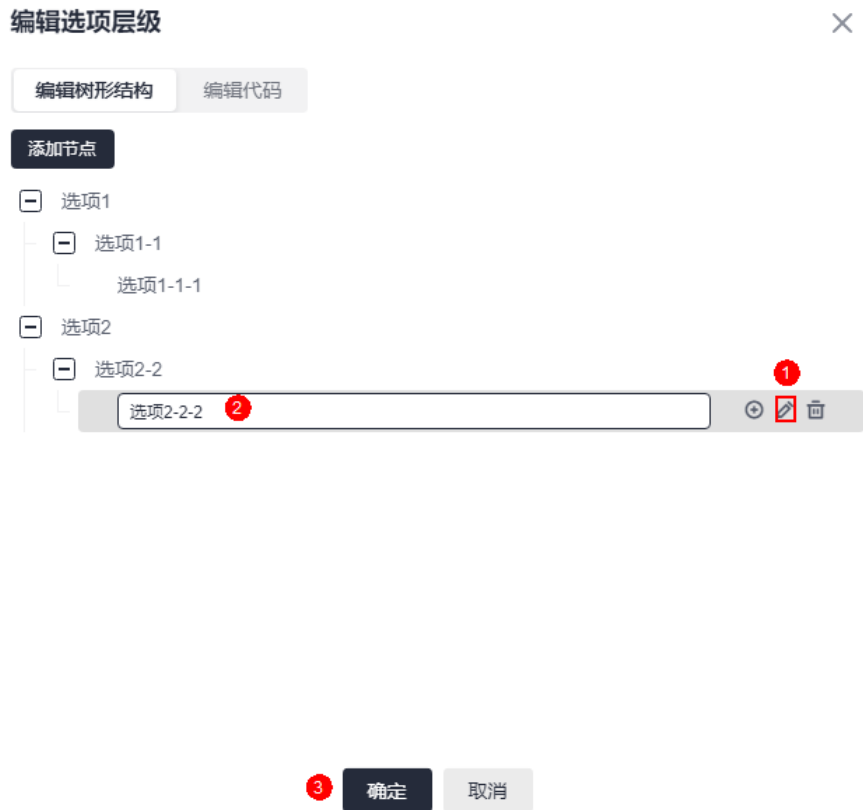 编辑选项层级
编辑树形结构 编辑代码
添加节点
选项1
选项1-1
选项1-1-1
选项2
选项2-2
1
选项2-2-2 2
3 确定 取消